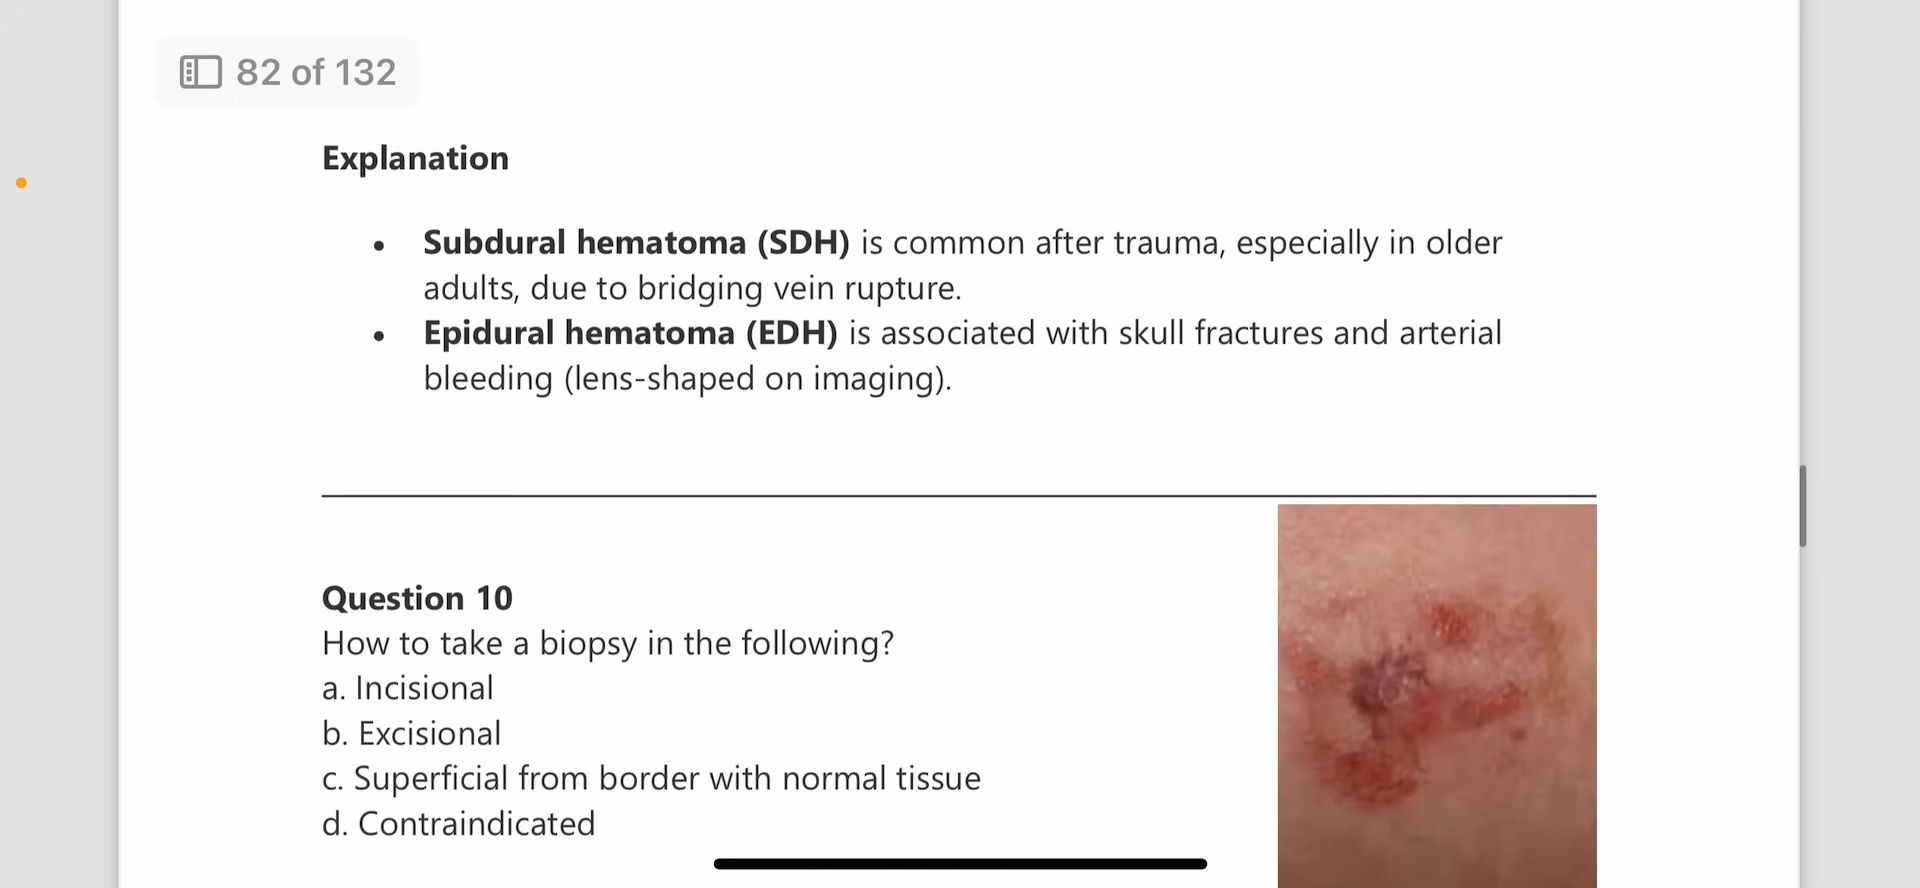 82 of 132
Explanation
• Subdural hematoma (SDH) is common after trauma, especially in older
adults, due to bridging vein rupture.
• Epidural hematoma (EDH) is associated with skull fractures and arterial
bleeding (lens-shaped on imaging).
Question 10
How to take a biopsy in the following?
a. Incisional
b. Excisional
c. Superficial from border with normal tissue
d. Contraindicated